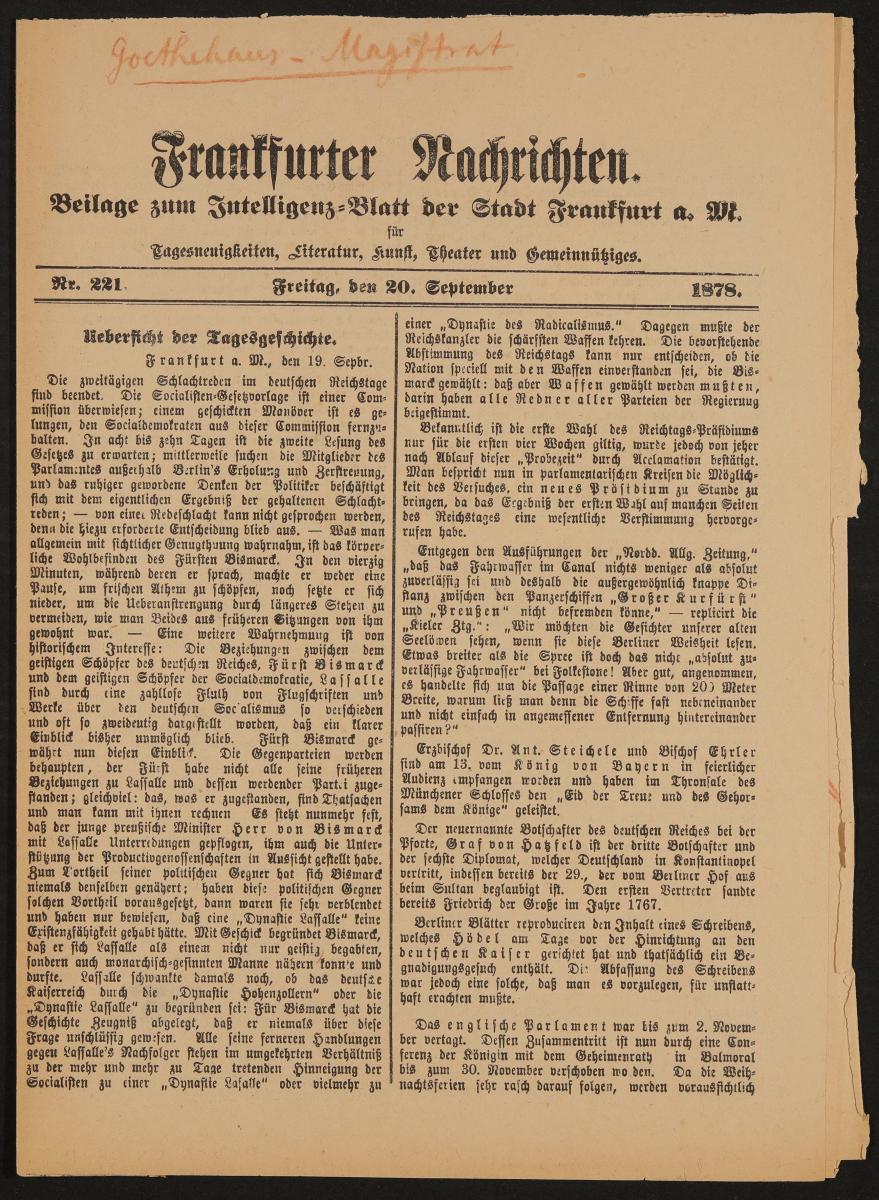 Goethehaus - Magistrat
Frankfurter Nachrichten.
Beilage zum Intelligenz-Blatt der Stadt Frankfurt a. M.
für
Tagesneuigkeiten, Literatur, Kunst, Theater und Gemeinnütziges.
Nr. 221. Freitag, den 20. September 1878.
Uebersicht der Tagesgeschichte.
Frankfurt a. M., den 19. Sepbr.
Die zweitägigen Schlachtreden im deutschen Reichstage
sind beendet. Die Socialisten-Gesetzvorlage ist einer Com-
mission überwiesen; einem geschickten Manöver ist es ge-
lungen, den Socialdemokraten aus dieser Commission fernzu-
halten. In acht bis zehn Tagen ist die zweite Lesung des
Gesetzes zu erwarten; mittlerweile suchen die Mitglieder des
Parlamentes außerhalb Berlin's Erholung und Zerstreuung,
und das ruhiger gewordene Denken der Politiker beschäftigt
sich mit dem eigentlichen Ergebniß der gehaltenen Schlacht-
reden; — von einer Redeschlacht kann nicht gesprochen werden,
denn die hiezu erforderte Entscheidung blieb aus. — Was man
allgemein mit sichtlicher Genugthuung wahrnahm, ist das körper-
liche Wohlbefinden des Fürsten Bismarck. In den vierzig
Minuten, während deren er sprach, machte er weder eine
Pause, um frischen Athem zu schöpfen, noch setzte er sich
nieder, um die Ueberanstrengung durch längeres Stehen zu
vermeiden, wie man Beides aus früheren Sitzungen von ihm
gewohnt war. — Eine weitere Wahrnehmung ist von
historischem Interesse: Die Beziehungen zwischen dem
geistigen Schöpfer des deutschen Reiches, Fürst Bismarck
und dem geistigen Schöpfer der Socialdemokratie, Lassalle
sind durch eine zahllose Fluth von Flugschriften und
Werke über den deutschen Socialismus so verschieden
und oft so zweideutig dargestellt worden, daß ein klarer
Einblick bisher unmöglich blieb. Fürst Bismarck ge-
währt nun diesen Einblick. Die Gegenparteien werden
behaupten, der Fürst habe nicht alle seine früheren
Beziehungen zu Lassalle und dessen werdender Partei zuge-
standen; gleichviel: das, was er zugestanden, sind Thatsachen
und man kann mit ihnen rechnen Es steht nunmehr fest,
daß der junge preußische Minister Herr von Bismarck
mit Lassalle Unterredungen gepflogen, ihm auch die Unter-
stützung der Productivgenossenschaften in Aussicht gestellt habe.
Zum Vortheil seiner politischen Gegner hat sich Bismarck
niemals denselben genähert; haben diese politischen Gegner
solchen Vortheil vorausgesetzt, dann waren sie sehr verblendet
und haben nur bewiesen, daß eine „Dynastie Lassalle" keine
Existenzfähigkeit gehabt hätte. Mit Geschick begründet Bismarck,
daß er sich Lassalle als einem nicht nur geistig begabten,
sondern auch monarchisch-gesinnten Manne nähern konnte und
durfte. Lassalle schwankte damals noch, ob das deutsche
Kaiserreich durch die „Dynastie Hohenzollern" oder die
„Dynastie Lassalle" zu begründen sei: Für Bismarck hat die
Geschichte Zeugniß abgelegt, daß er niemals über diese
Frage unschlüssig gewesen. Alle seine ferneren Handlungen
gegen Lassalle's Nachfolger stehen im umgekehrten Verhältniß
zu der mehr und mehr zu Tage tretenden Hinneigung der
Socialisten zu einer „Dynastie Lasalle" oder vielmehr zu
einer „Dynastie des Radicalismus." Dagegen mußte der
Reichskanzler die schärfsten Waffen kehren. Die bevorstehende
Abstimmung des Reichstags kann nur entscheiden, ob die
Nation speciell mit den Waffen einverstanden sei, die Bis-
marck gewählt: daß aber Waffen gewählt werden mußten,
darin haben alle Redner aller Parteien der Regierung
beigestimmt.
Bekanntlich ist die erste Wahl des Reichtags-Präsidiums
nur für die ersten vier Wochen giltig, wurde jedoch von jeher
nach Ablauf dieser „Probezeit" durch Acclamation bestätigt.
Man bespricht nun in parlamentarischen Kreisen die Möglich-
keit des Versuches, ein neues Präsidium zu Stande zu
bringen, da das Ergebniß der ersten Wahl auf manchen Seiten
des Reichstages eine wesentliche Verstimmung hervorge-
rufen habe.
Entgegen den Ausführungen der „Nordd. Allg. Zeitung,"
„daß das Fahrwasser im Canal nichts weniger als absolut
zuverlässig sei und deshalb die außergewöhnlich knappe Di-
stanz zwischen den Panzerschiffen „Großer Kurfürst"
und „Preußen" nicht befremden könne," — replicirt die
„Kieler Ztg.": „Wir möchten die Gesichter unserer alten
Seelöwen sehen, wenn sie diese Berliner Weisheit lesen.
Etwas breiter als die Spree ist doch das nicht „absolut zu-
verlässige Fahrwasser" bei Folkestone! Aber gut, angenommen,
es handelte sich um die Passage einer Rinne von 200 Meter
Breite, warum ließ man denn die Schiffe fast nebeneinander
und nicht einfach in angemessener Entfernung hintereinander
passiren?"
Erzbischof Dr. Ant. Steichele und Bischof Ehrler
sind am 13. vom König von Bayern in feierlicher
Audienz empfangen worden und haben im Thronsale des
Münchener Schlosses den „Eid der Treue und des Gehor-
sams dem Könige" geleistet.
Der neuernannte Botschafter des deutschen Reiches bei der
Pforte, Graf von Hatzfeld ist der dritte Botschafter und
der sechste Diplomat, welcher Deutschland in Konstantinopel
vertritt, indessen bereits der 29., der vom Berliner Hof aus
beim Sultan beglaubigt ist. Den ersten Vertreter sandte
bereits Friedrich der Große im Jahre 1767.
Berliner Blätter reproduciren den Inhalt eines Schreibens,
welches Hödel am Tage vor der Hinrichtung an den
deutschen Kaiser gerichtet hat und thatsächlich ein Be-
gnadigungsgesuch enthält. Die Abfassung des Schreibens
war jedoch eine solche, daß man es vorzulegen, für unstatt-
haft erachten mußte.
Das englische Parlament war bis zum 2. Novem-
ber vertagt. Dessen Zusammentritt ist nun durch eine Con-
ferenz der Königin mit dem Geheimenrath in Balmoral
bis zum 30. November verschoben wo den. Da die Weih-
nachtsferien sehr rasch darauf folgen, werden voraussichtlich